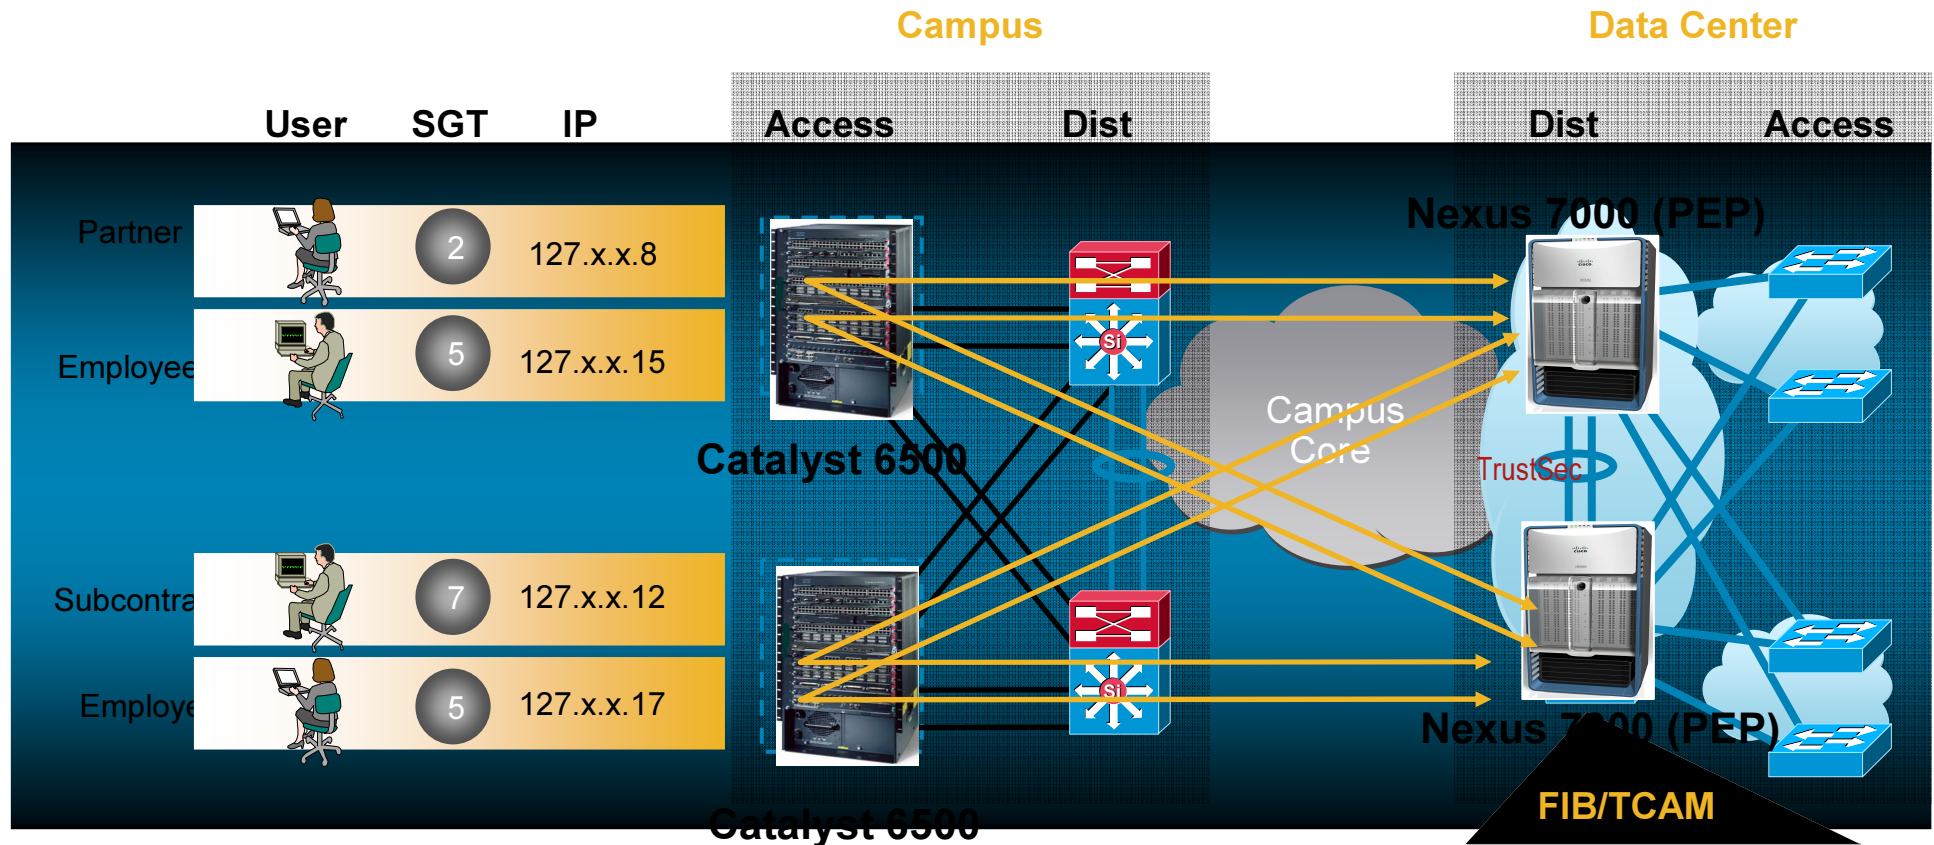 Campus
Data Center
User SGT IP Access Dist Dist Access
Partner 2 127.x.x.8
Nexus 7000 (PEP)
Employee 5 127.x.x.15
Si
Campus
Core
Catalyst 6500
TrustSec
Subcontra 7 127.x.x.12
Employe 5 127.x.x.17
Si
Nexus 7000 (PEP)
Catalyst 6500
FIB/TCAM